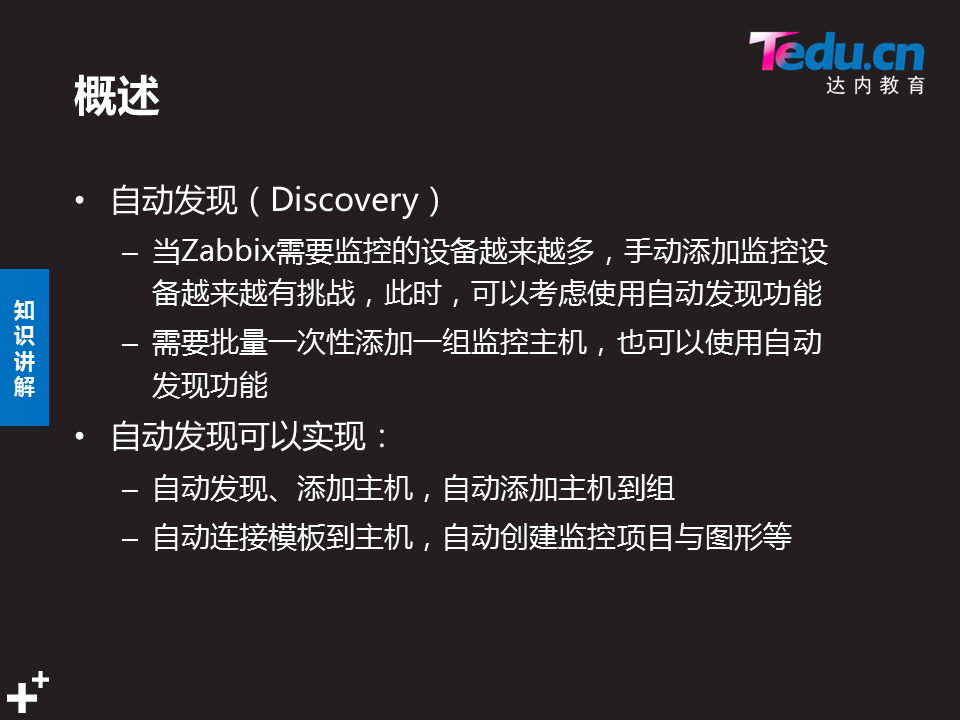 Tedu.cn
达内教育
概述
• 自动发现（Discovery）
– 当Zabbix需要监控的设备越来越多，手动添加监控设
备越来越有挑战，此时，可以考虑使用自动发现功能
– 需要批量一次性添加一组监控主机，也可以使用自动
发现功能
知识讲解
• 自动发现可以实现：
– 自动发现、添加主机，自动添加主机到组
– 自动连接模板到主机，自动创建监控项目与图形等